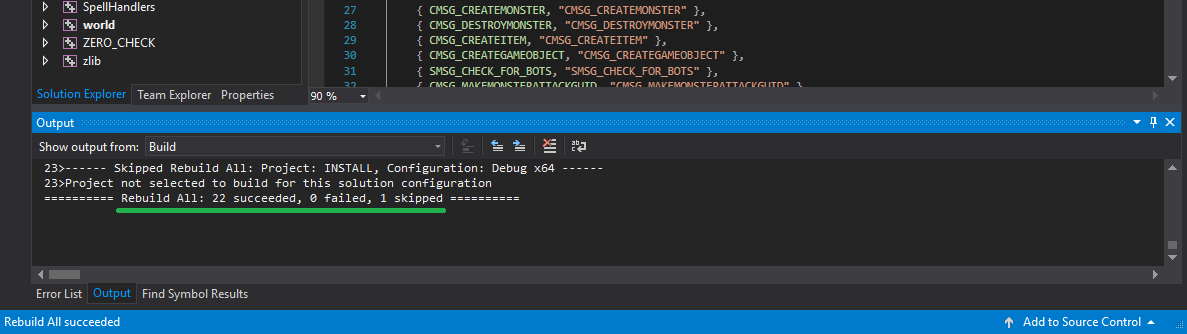 SpellHandlers
world
ZERO_CHECK
zlib
Solution Explorer Team Explorer Properties
27 { CMSG_CREATEMONSTER, "CMSG_CREATEMONSTER" },
28 { CMSG_DESTROYMONSTER, "CMSG_DESTROYMONSTER" },
29 { CMSG_CREATEITEM, "CMSG_CREATEITEM" },
30 { CMSG_CREATEGAMEOBJECT, "CMSG_CREATEGAMEOBJECT" },
31 { SMSG_CHECK_FOR_BOTS, "SMSG_CHECK_FOR_BOTS" },
32 { CMSG_MAKEMONSTERATTACKGUID, "CMSG_MAKEMONSTERATTACKGUID" },
90 %
Output
Show output from: Build
23>------ Skipped Rebuild All: Project: INSTALL, Configuration: Debug x64 ------
23>Project not selected to build for this solution configuration
========== Rebuild All: 22 succeeded, 0 failed, 1 skipped ==========
Error List Output Find Symbol Results
Rebuild All succeeded Add to Source Control